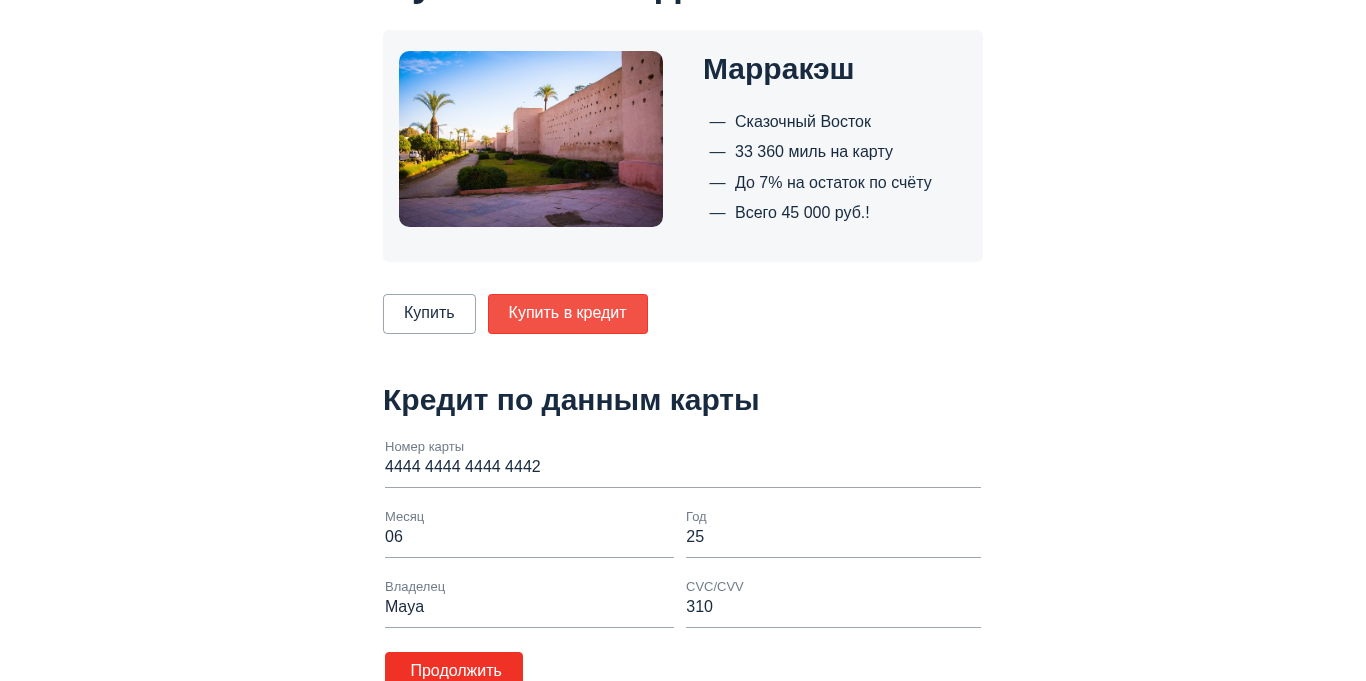 Марракэш
— Сказочный Восток
— 33 360 миль на карту
— До 7% на остаток по счёту
— Всего 45 000 руб.!
Купить
Купить в кредит
Кредит по данным карты
Номер карты
4444 4444 4444 4442
Месяц
Год
06
25
Владелец
CVC/CVV
Maya
310
Продолжить